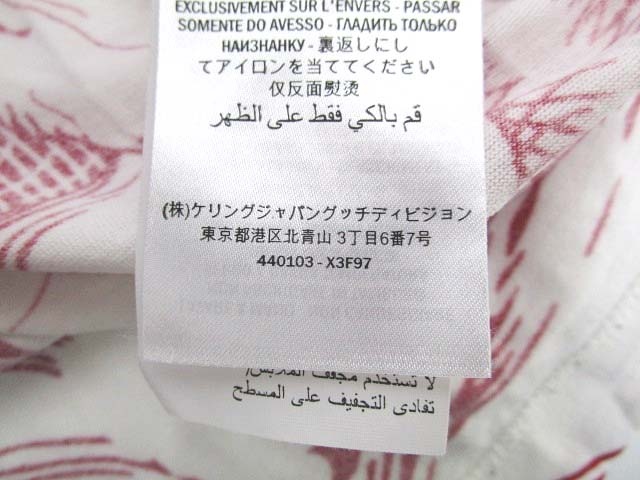 EXCLUSIVEMENT SUR L'ENVERS - PASSAR
SOMENTE DO AVESSO - ГЛАДИТЬ ТОЛЬКО
НАИЗНАНКУ - 裏返しにし
てアイロンを当ててください
仅反面熨烫
قم بالكي فقط على الظهر
(株)ケリングジャパングッチディビジョン
東京都港区北青山 3丁目6番7号
440103 - X3F97
لا تستخدم مجفف الملابس/
تفادى التجفيف على المسطح